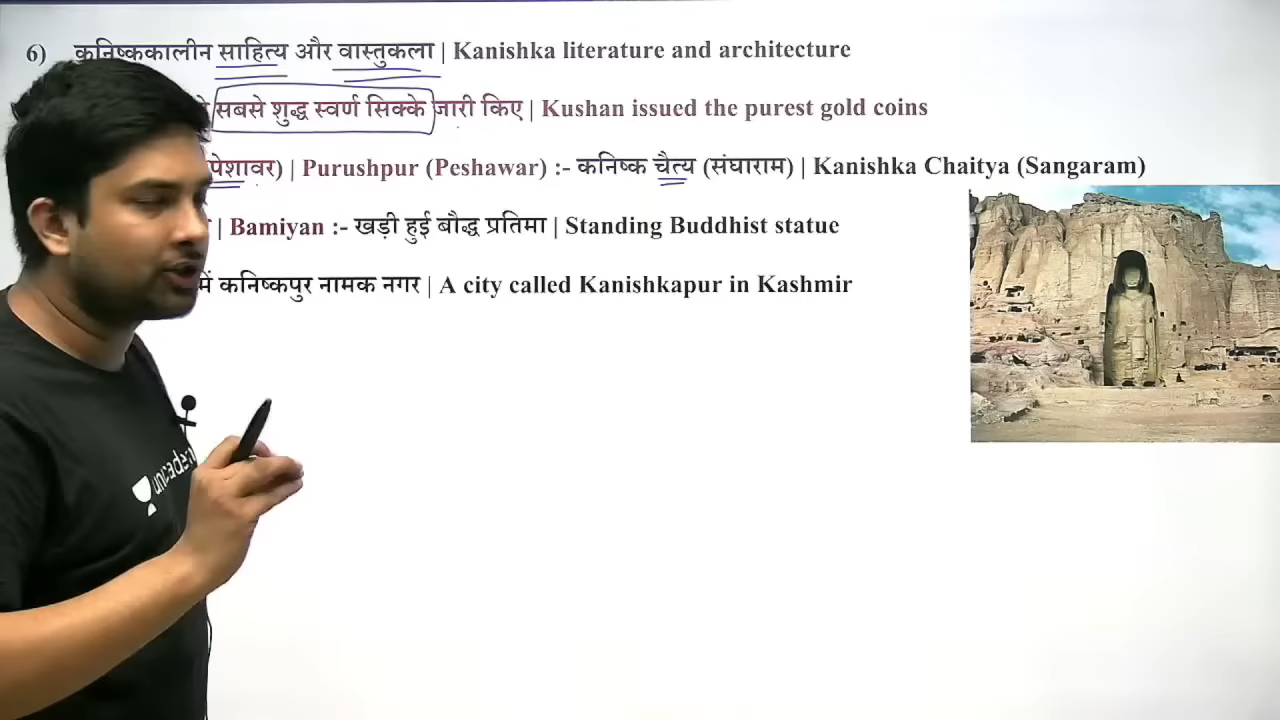 6) कनिष्ककालीन साहित्य और वास्तुकला | Kanishka literature and architecture
सबसे शुद्ध स्वर्ण सिक्के जारी किए | Kushan issued the purest gold coins
पेशावर) | Purushpur (Peshawar) :- कनिष्क चैत्य (संघाराम) | Kanishka Chaitya (Sangaram)
| Bamiyan :- खड़ी हुई बौद्ध प्रतिमा | Standing Buddhist statue
में कनिष्कपुर नामक नगर | A city called Kanishkapur in Kashmir